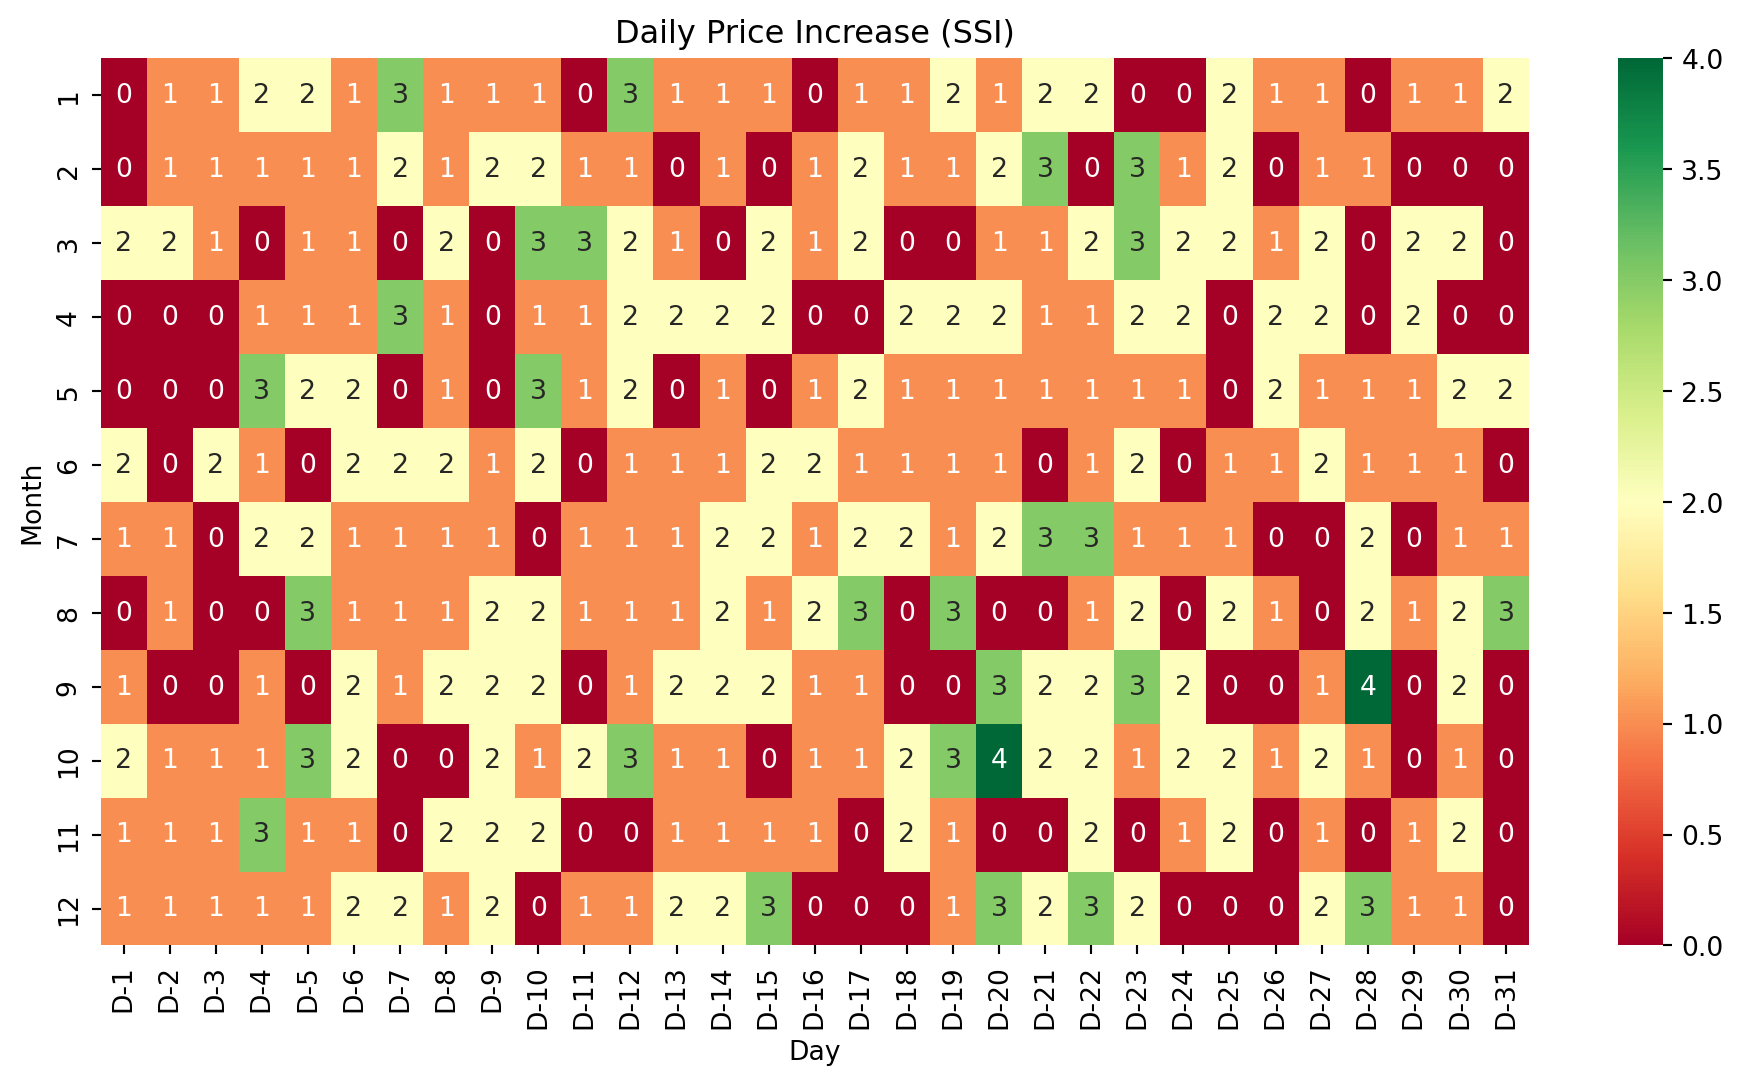 Daily Price Increase (SSI)
1 0 1 1 2 2 1 3 1 1 1 0 3 1 1 1 0 1 1 2 1 2 2 0 0 2 1 1 0 1 1 2
2 0 1 1 1 1 1 2 1 2 2 1 1 0 1 0 1 2 1 1 2 3 0 3 1 2 0 1 1 0 0 0
3 2 2 1 0 1 1 0 2 0 3 3 2 1 0 2 1 2 0 0 1 1 2 3 2 2 1 2 0 2 2 0
4 0 0 0 1 1 1 3 1 0 1 1 2 2 2 2 0 0 2 2 2 1 1 2 2 0 2 2 0 2 0 0
5 0 0 0 3 2 2 0 1 0 3 1 2 0 1 0 1 2 1 1 1 1 1 1 1 0 2 1 1 1 2 2
6 2 0 2 1 0 2 2 2 1 2 0 1 1 1 2 2 1 1 1 1 0 1 2 0 1 1 2 1 1 1 0
7 1 1 0 2 2 1 1 1 1 0 1 1 1 2 2 1 2 2 1 2 3 3 1 1 1 0 0 2 0 1 1
8 0 1 0 0 3 1 1 1 2 2 1 1 1 2 1 2 3 0 3 0 0 1 2 0 2 1 0 2 1 2 3
9 1 0 0 1 0 2 1 2 2 2 0 1 2 2 2 1 1 0 0 3 2 2 3 2 0 0 1 4 0 2 0
10 2 1 1 1 3 2 0 0 2 1 2 3 1 1 0 1 1 2 3 4 2 2 1 2 2 1 2 1 0 1 0
11 1 1 1 3 1 1 0 2 2 2 0 0 1 1 1 1 0 2 1 0 0 2 0 1 2 0 1 0 1 2 0
12 1 1 1 1 1 2 2 1 2 0 1 1 2 2 3 0 0 0 1 3 2 3 2 0 0 0 2 3 1 1 0
Month
D-1 D-2 D-3 D-4 D-5 D-6 D-7 D-8 D-9 D-10 D-11 D-12 D-13 D-14 D-15 D-16 D-17 D-18 D-19 D-20 D-21 D-22 D-23 D-24 D-25 D-26 D-27 D-28 D-29 D-30 D-31
Day
4.0
3.5
3.0
2.5
2.0
1.5
1.0
0.5
0.0